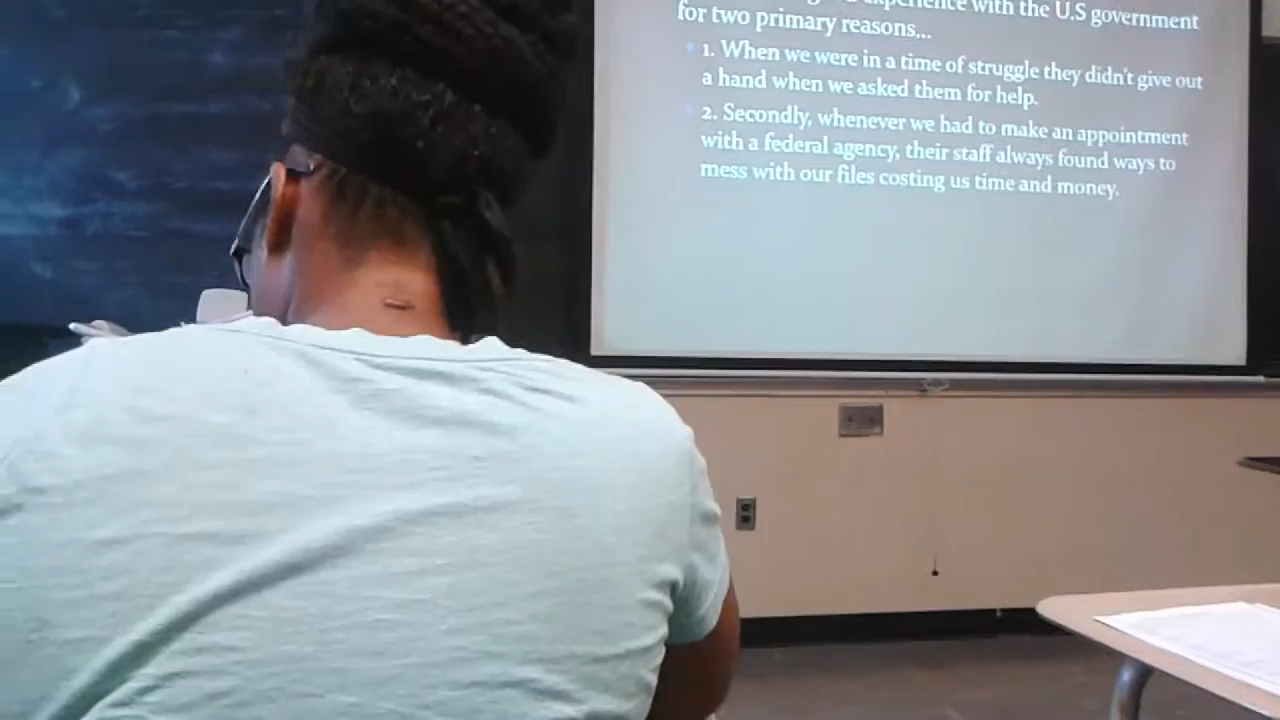 experience with the U.S government
for two primary reasons...
1. When we were in a time of struggle they didn't give out
a hand when we asked them for help.
2. Secondly, whenever we had to make an appointment
with a federal agency, their staff always found ways to
mess with our files costing us time and money.